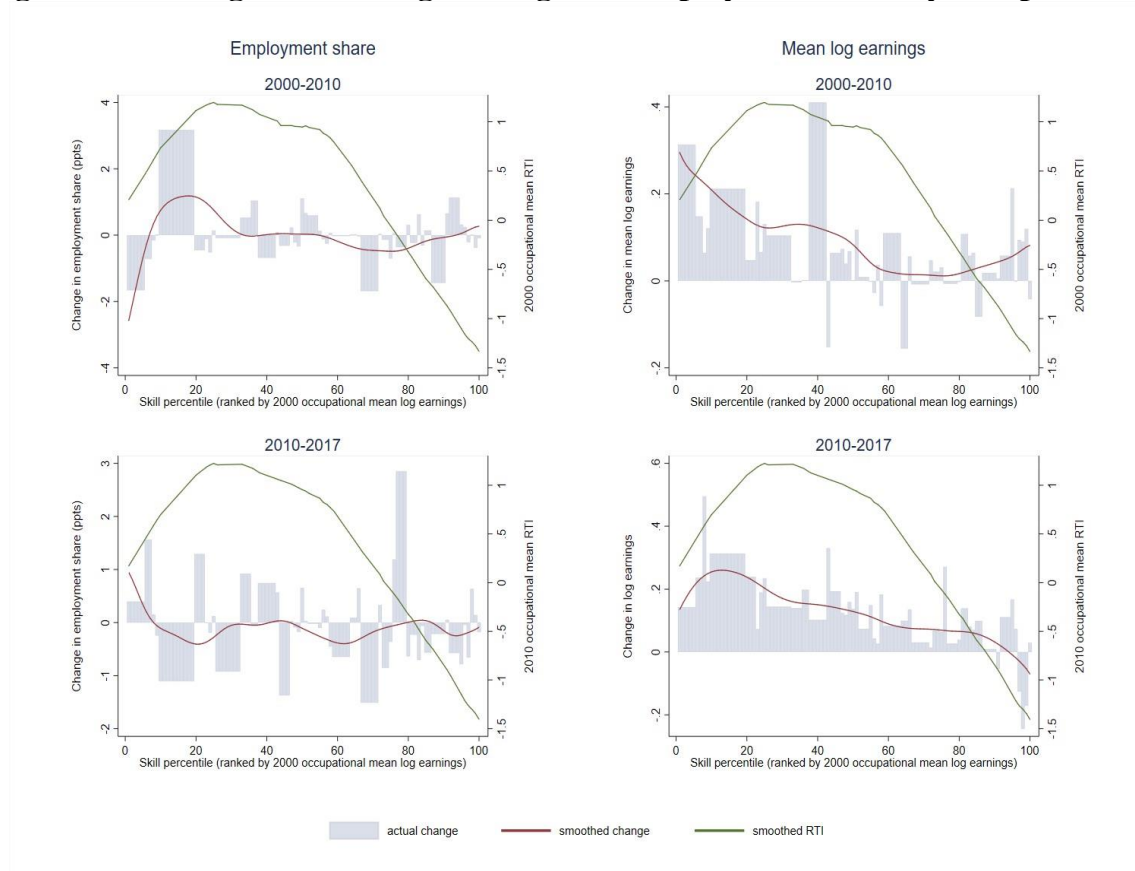 Employment share
Mean log earnings
2000-2010
2000-2010
Change in employment share (ppts)
4
2
0
-2
-4
1
.5
0
-.5
-1
-1.5
2000 occupational mean RTI
0 20 40 60 80 100
Skill percentile (ranked by 2000 occupational mean log earnings)
Change in mean log earnings
.4
.2
0
-.2
1
.5
0
-.5
-1
-1.5
2000 occupational mean RTI
0 20 40 60 80 100
Skill percentile (ranked by 2000 occupational mean log earnings)
2010-2017
2010-2017
Change in employment share (ppts)
3
2
1
0
-1
-2
1
.5
0
-.5
-1
-1.5
2010 occupational mean RTI
0 20 40 60 80 100
Skill percentile (ranked by 2000 occupational mean log earnings)
Change in log earnings
.6
.4
.2
0
-.2
1
.5
0
-.5
-1
-1.5
2010 occupational mean RTI
0 20 40 60 80 100
Skill percentile (ranked by 2000 occupational mean log earnings)
actual change smoothed change smoothed RTI